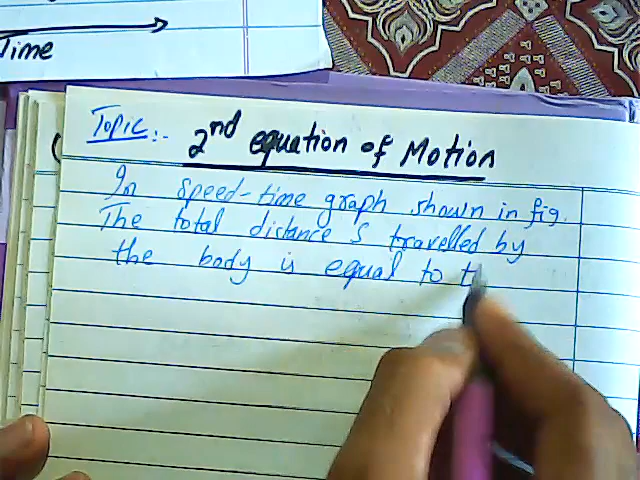 Time
Topic:-
2nd equation of Motion
In speed-time graph shown in fig.
The total distance S travelled by
the body is equal to t